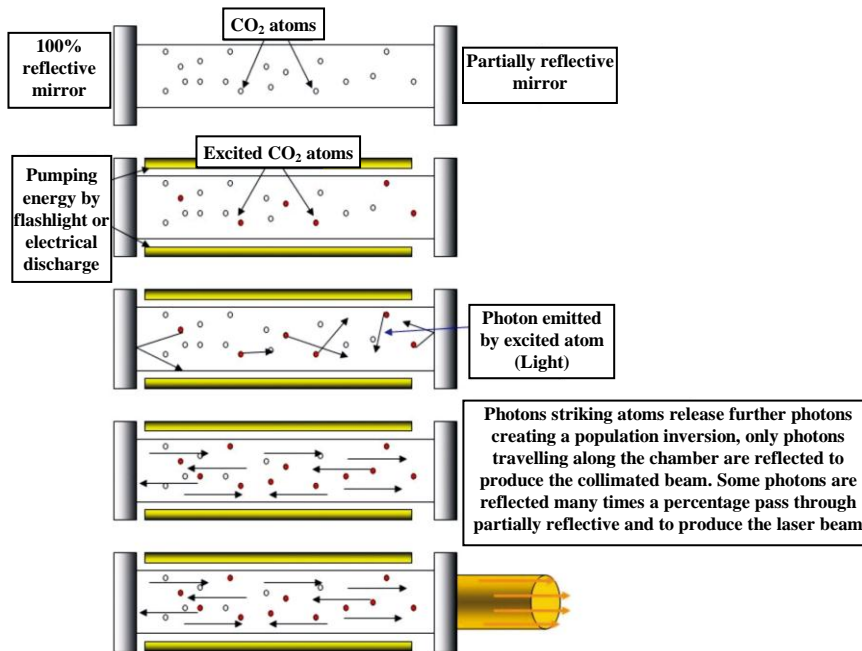 CO₂ atoms
100%
reflective
mirror
Partially reflective
mirror
Excited CO₂ atoms
Pumping
energy by
flashlight or
electrical
discharge
Photon emitted
by excited atom
(Light)
Photons striking atoms release further photons
creating a population inversion, only photons
travelling along the chamber are reflected to
produce the collimated beam. Some photons are
reflected many times a percentage pass through
partially reflective and to produce the laser beam